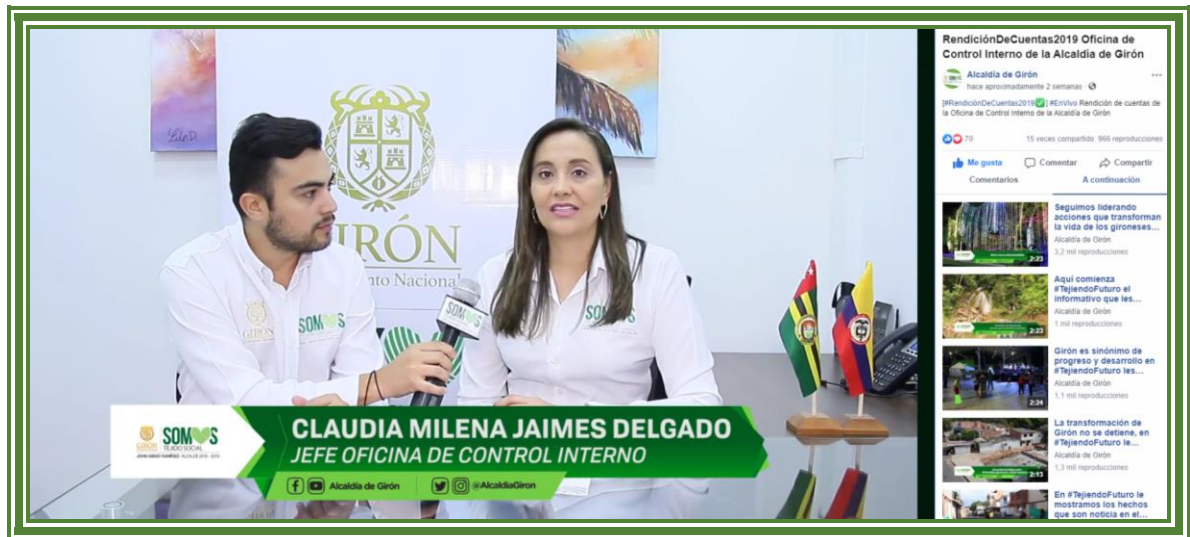 LilaD.
GIRÓN
nto Nacional
GIRÓN
SOMOS
SOMOS
SOMOS
GIRÓN
SOMOS
TEJIDO SOCIAL
CLAUDIA MILENA JAIMES DELGADO
JEFE OFICINA DE CONTROL INTERNO
Alcaldía de Girón @AlcaldiaGiron
RendiciónDeCuentas2019 Oficina de
Control Interno de la Alcaldía de Girón
Alcaldía de Girón
hace aproximadamente 2 semanas ·
[#RendiciónDeCuentas2019✅] #EnVivo Rendición de cuentas de
la Oficina de Control Interno de la Alcaldía de Girón
70 15 veces compartido 966 reproducciones
Me gusta Comentar Compartir
Comentarios A continuación
Seguimos liderando
acciones que transforman
la vida de los gironeses...
Alcaldía de Girón
3,2 mil reproducciones
2:23
Aquí comienza
#TejiendoFuturo el
informativo que les...
Alcaldía de Girón
1 mil reproducciones
2:23
Girón es sinónimo de
progreso y desarrollo en
#TejiendoFuturo les...
Alcaldía de Girón
1,1 mil reproducciones
2:24
La transformación de
Girón no se detiene, en
#TejiendoFuturo le...
Alcaldía de Girón
1,3 mil reproducciones
2:13
En #TejiendoFuturo le
mostramos los hechos
que son noticia en el...